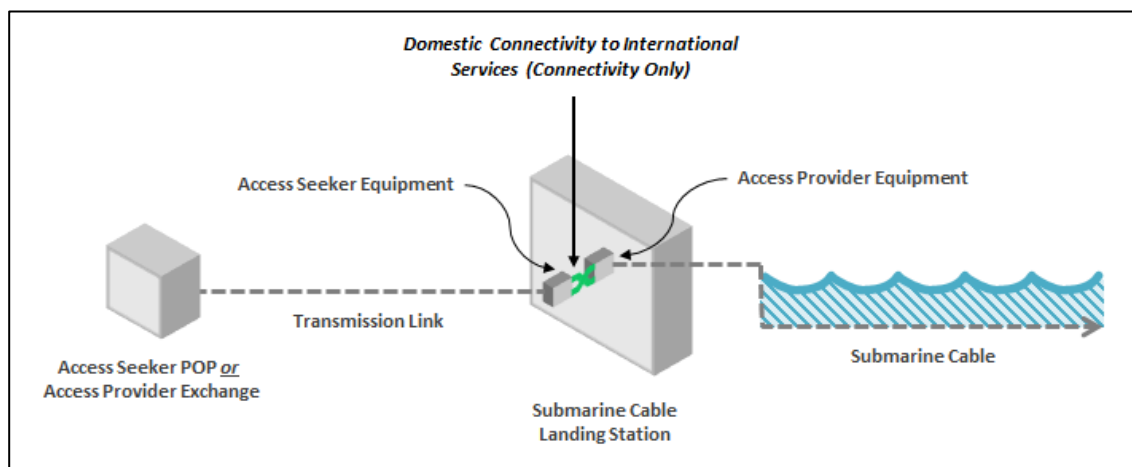 Domestic Connectivity to International
Services (Connectivity Only)
Access Seeker Equipment
Access Provider Equipment
Transmission Link
Access Seeker POP or
Access Provider Exchange
Submarine Cable
Submarine Cable
Landing Station